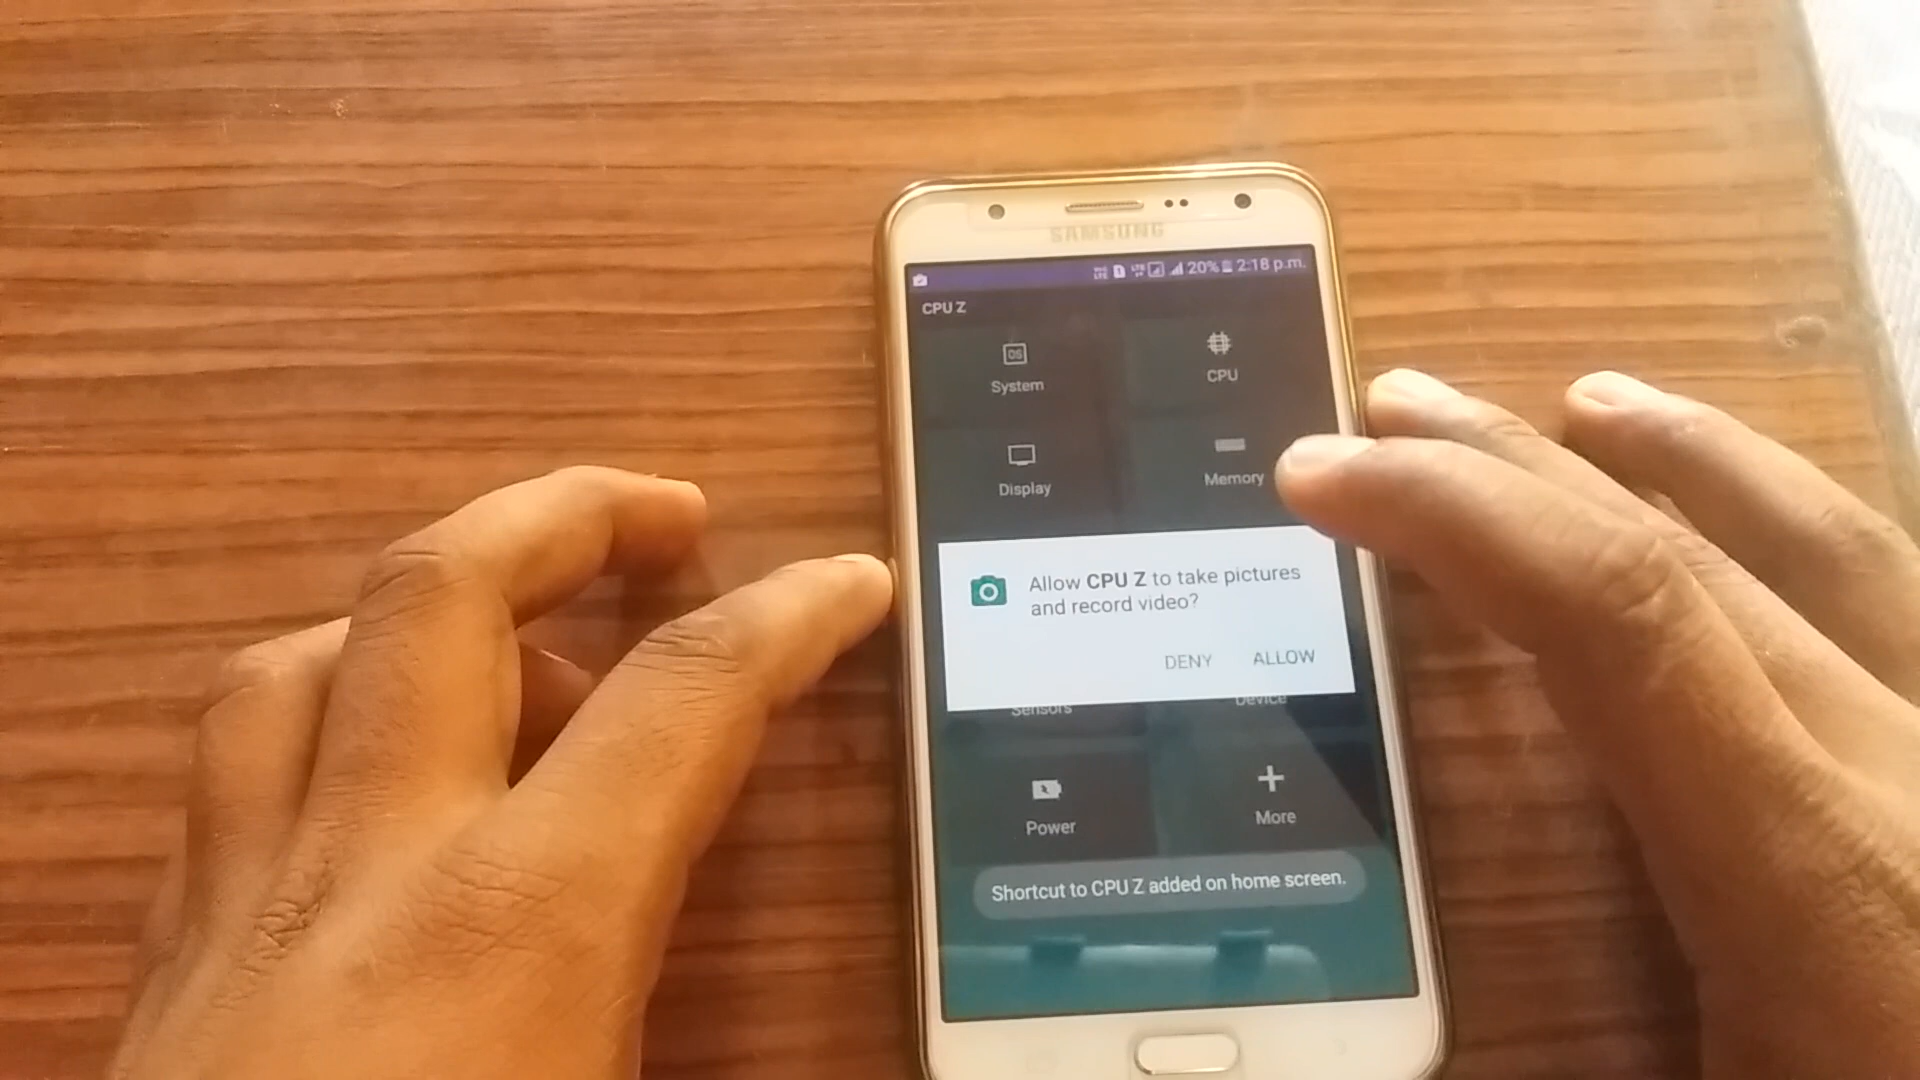 SAMSUNG
20% 2:18 p.m.
CPU Z
OS
System
CPU
Display
Memory
Allow CPU Z to take pictures
and record video?
DENY ALLOW
Sensors
Device
Power
More
Shortcut to CPU Z added on home screen.